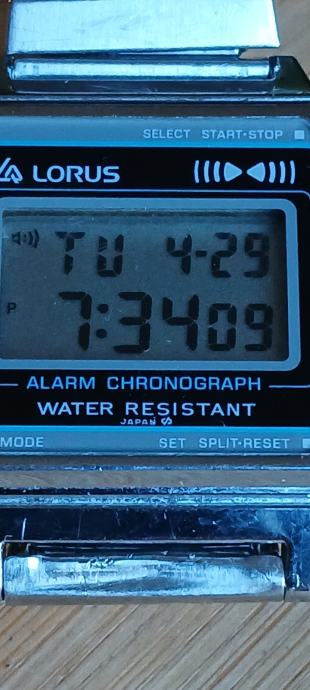 SELECT START·STOP
LORUS
TU 4-29
P 7:34 09
ALARM CHRONOGRAPH
WATER RESISTANT
JAPAN
MODE SET SPLIT·RESET